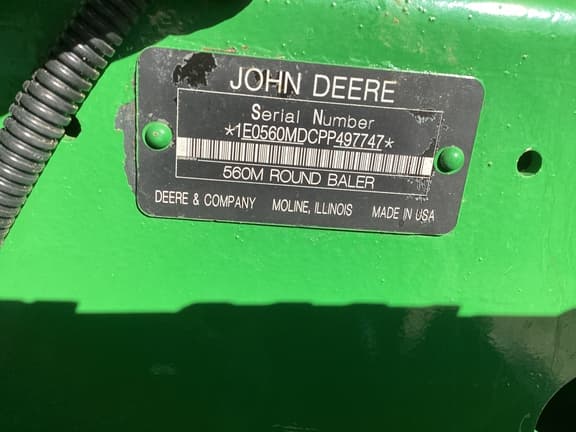 JOHN DEERE
Serial Number
*1E0560MDCPP497747*
560M ROUND BALER
DEERE & COMPANY MOLINE, ILLINOIS MADE IN USA